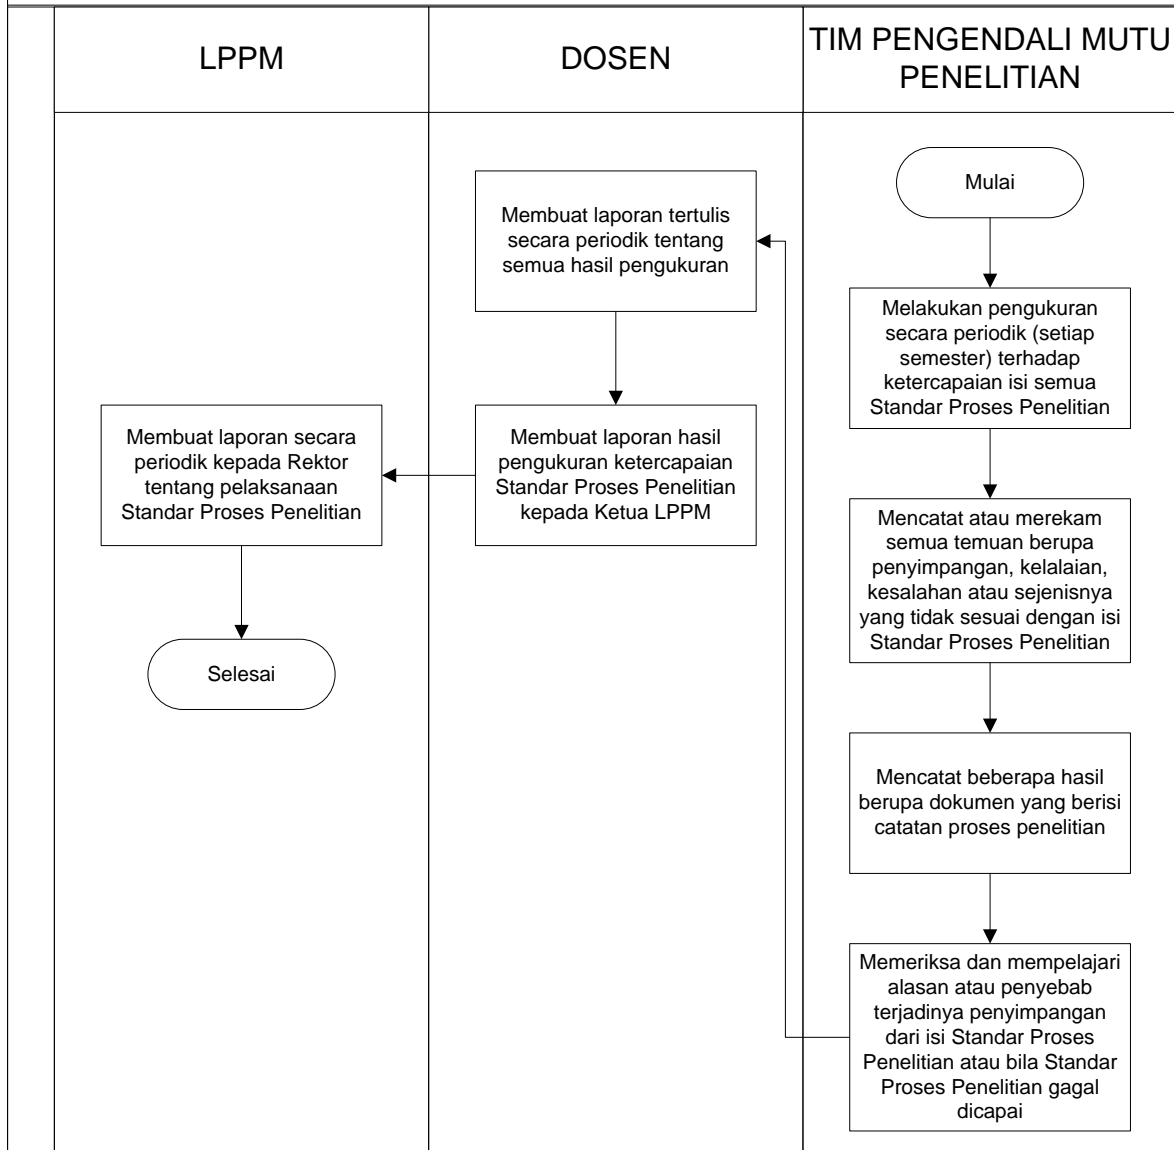 LPPM
DOSEN
TIM PENGENDALI MUTU
PENELITIAN
Mulai
Melakukan pengukuran
secara periodik (setiap
semester) terhadap
ketercapaian isi semua
Standar Proses Penelitian
Mencatat atau merekam
semua temuan berupa
penyimpangan, kelalaian,
kesalahan atau sejenisnya
yang tidak sesuai dengan isi
Standar Proses Penelitian
Mencatat beberapa hasil
berupa dokumen yang berisi
catatan proses penelitian
Memeriksa dan mempelajari
alasan atau penyebab
terjadinya penyimpangan
dari isi Standar Proses
Penelitian atau bila Standar
Proses Penelitian gagal
dicapai
Membuat laporan tertulis
secara periodik tentang
semua hasil pengukuran
Membuat laporan hasil
pengukuran ketercapaian
Standar Proses Penelitian
kepada Ketua LPPM
Membuat laporan secara
periodik kepada Rektor
tentang pelaksanaan
Standar Proses Penelitian
Selesai